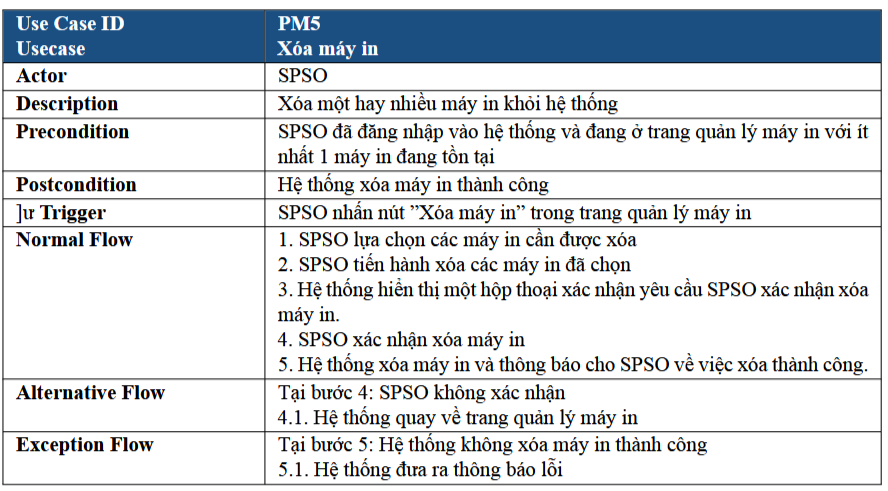 Use Case ID PM5
Usecase Xóa máy in
Actor SPSO
Description Xóa một hay nhiều máy in khỏi hệ thống
Precondition SPSO đã đăng nhập vào hệ thống và đang ở trang quản lý máy in với ít
nhất 1 máy in đang tồn tại
Postcondition Hệ thống xóa máy in thành công
]ư Trigger SPSO nhấn nút ”Xóa máy in” trong trang quản lý máy in
Normal Flow 1. SPSO lựa chọn các máy in cần được xóa
2. SPSO tiến hành xóa các máy in đã chọn
3. Hệ thống hiển thị một hộp thoại xác nhận yêu cầu SPSO xác nhận xóa
máy in.
4. SPSO xác nhận xóa máy in
5. Hệ thống xóa máy in và thông báo cho SPSO về việc xóa thành công.
Alternative Flow Tại bước 4: SPSO không xác nhận
4.1. Hệ thống quay về trang quản lý máy in
Exception Flow Tại bước 5: Hệ thống không xóa máy in thành công
5.1. Hệ thống đưa ra thông báo lỗi